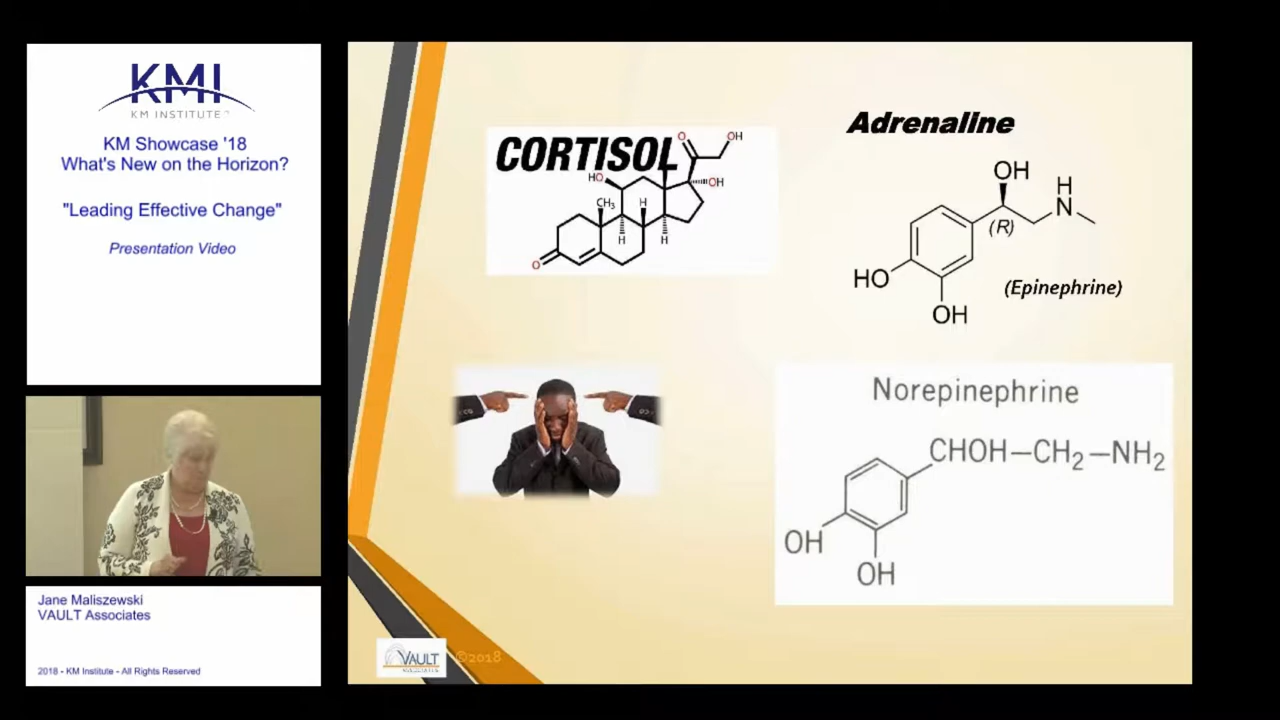 KMI
KM INSTITUTE
KM Showcase '18
What's New on the Horizon?
"Leading Effective Change"
Presentation Video
Jane Maliszewski
VAULT Associates
2018 - KM Institute - All Rights Reserved
CORTISOL
O
OH
HO
OH
CH3
H
H
H
O
Adrenaline
OH
H
N
(R)
HO
OH
(Epinephrine)
Norepinephrine
CHOH—CH2—NH2
OH
OH
VAULT
©2018